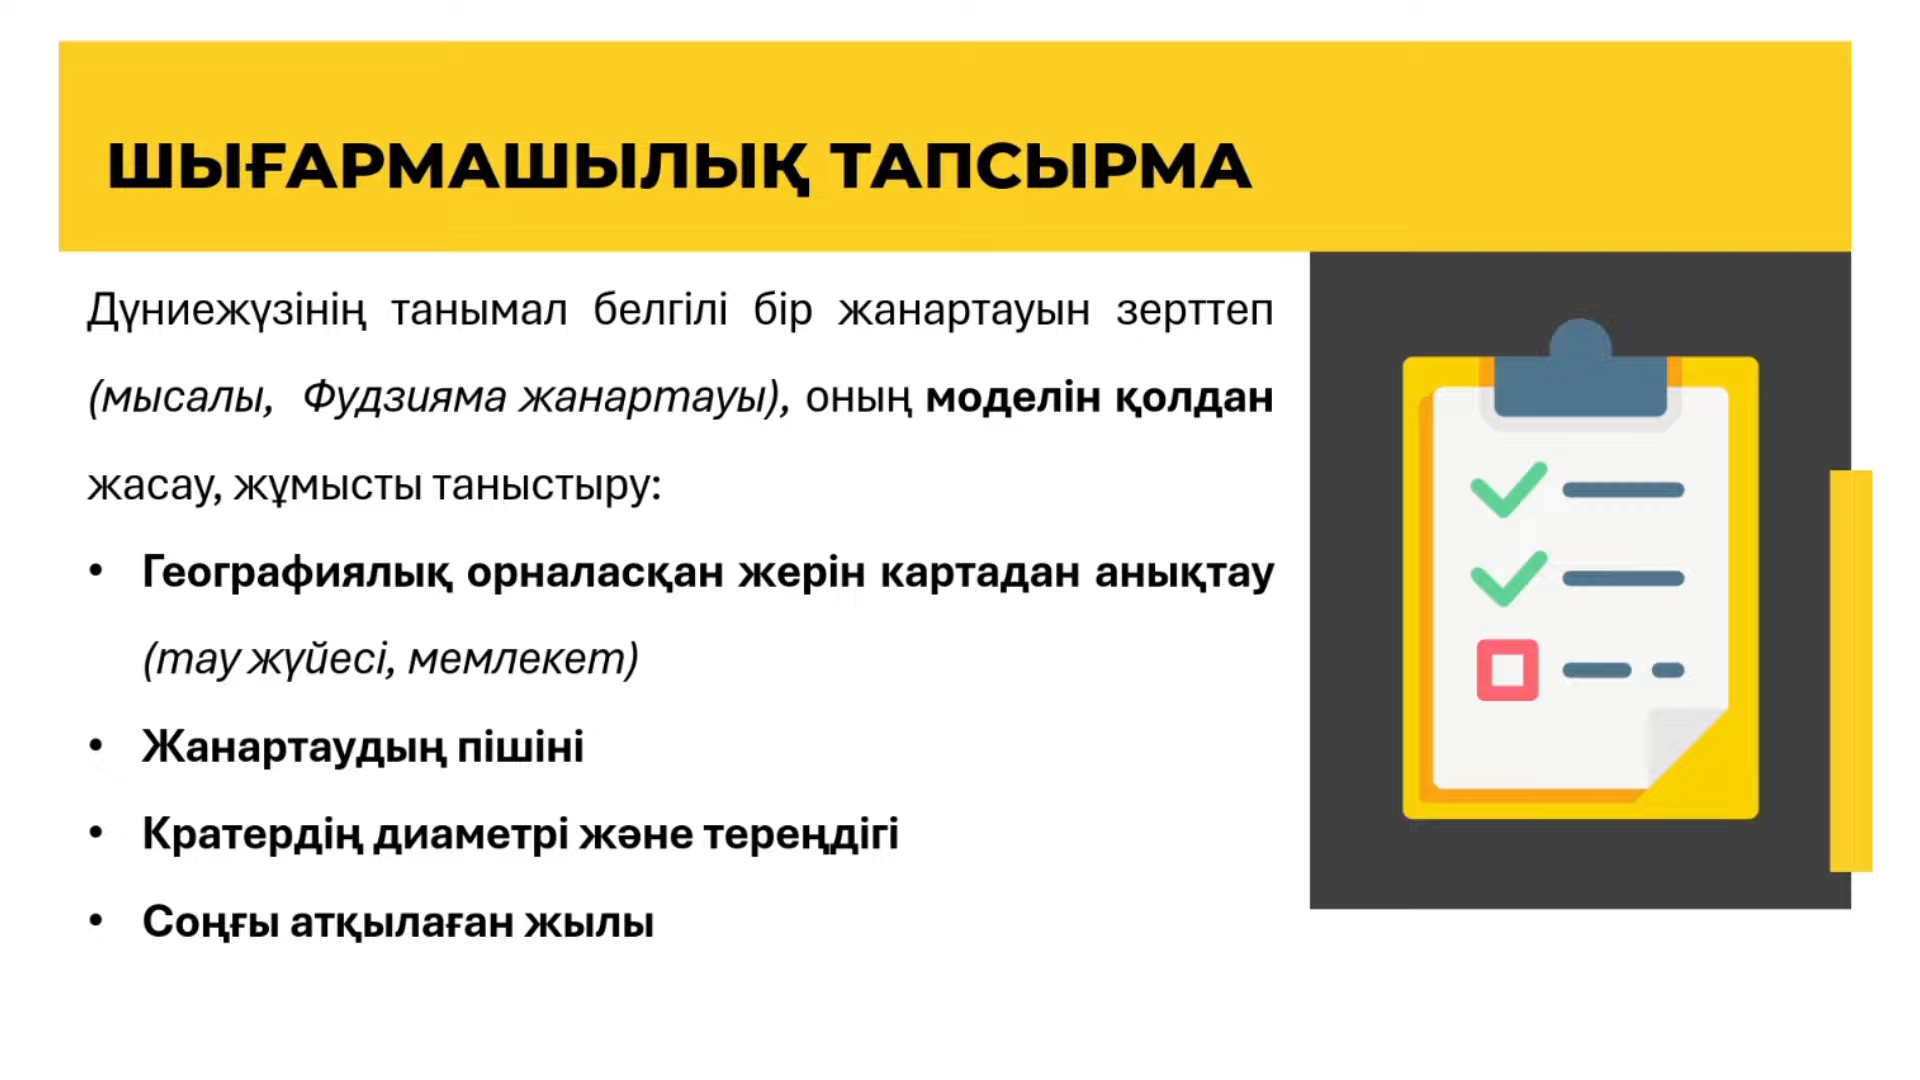 ШЫҒАРМАШЫЛЫҚ ТАПСЫРМА
Дүниежүзінің танымал белгілі бір жанартауын зерттеп
(мысалы, Фудзияма жанартауы), оның моделін қолдан
жасау, жұмысты таныстыру:
• Географиялық орналасқан жерін картадан анықтау
(тау жүйесі, мемлекет)
• Жанартаудың пішіні
• Кратердің диаметрі және тереңдігі
• Соңғы атқылаған жылы